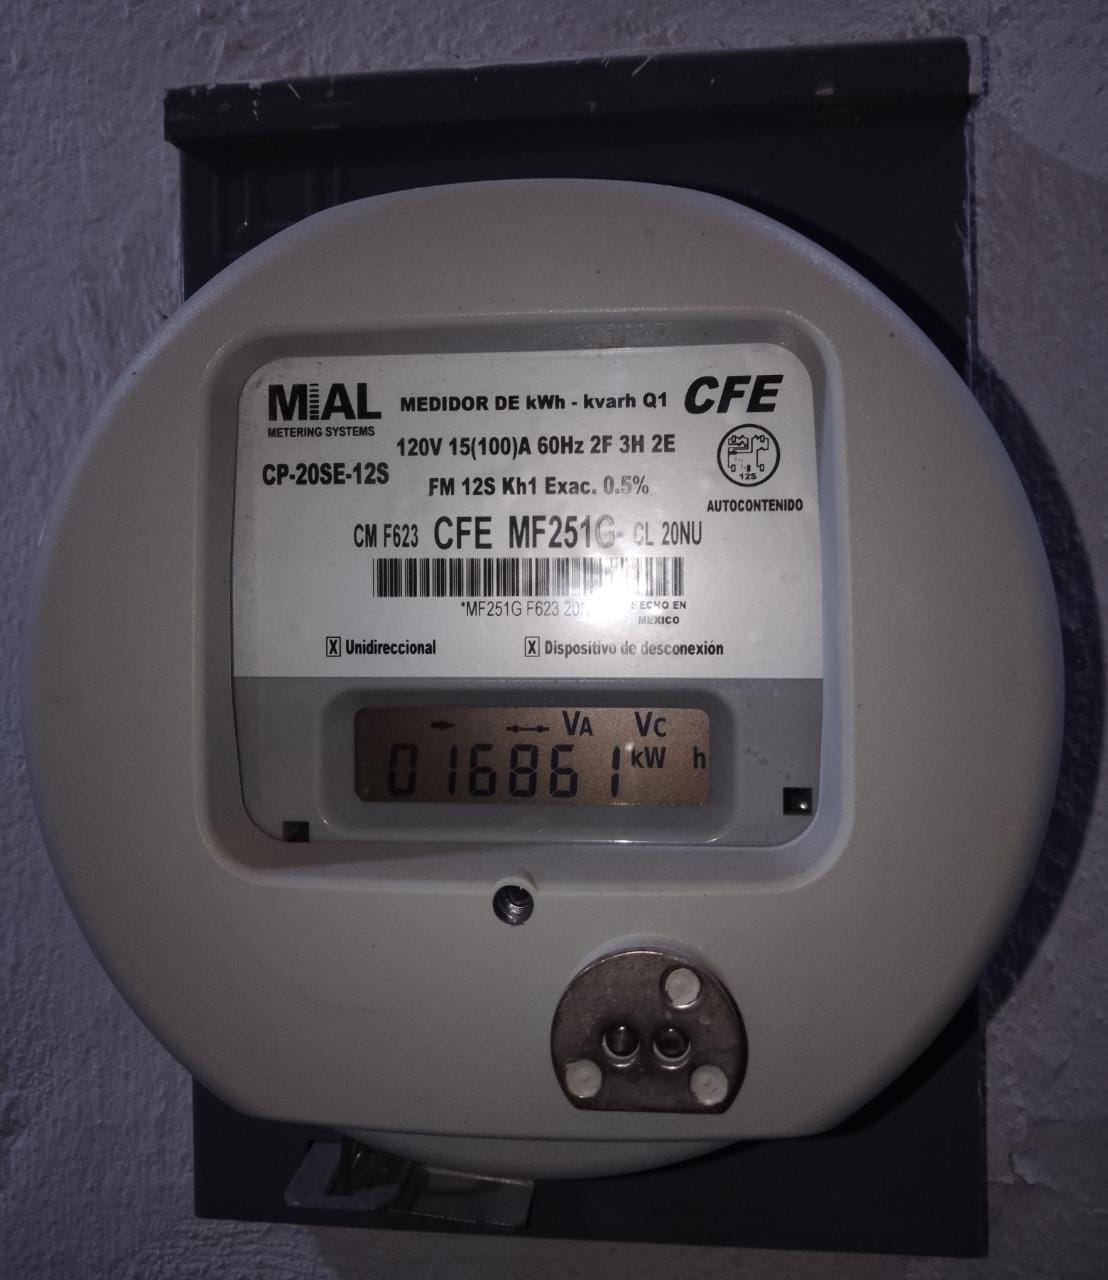 MIAL
METERING SYSTEMS
MEDIDOR DE kWh - kvarh Q1
CFE
120V 15(100)A 60Hz 2F 3H 2E
CP-20SE-12S
FM 12S Kh1 Exac. 0.5%
12S
AUTOCONTENIDO
CM F623 CFE MF251G- CL 20NU
*MF251G F623
HECHO EN
MEXICO
X Unidireccional
X Dispositivo de desconexión
VA VC
016861 kW h